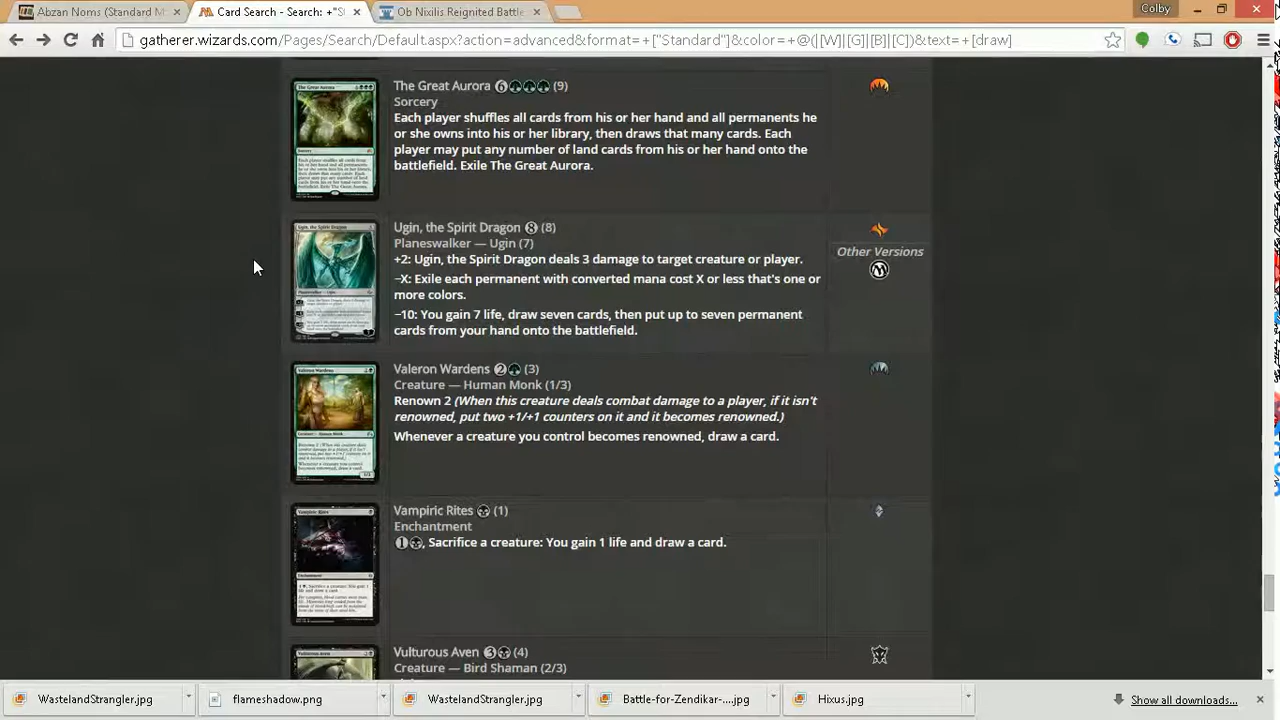 Abzan Noms (Standard M
Card Search - Search: +"S
Ob Nixilis Reignited Battle
Colby
gatherer.wizards.com/Pages/Search/Default.aspx?action=advanced&format=+["Standard"]&color=+@(|[W]|[G]|[B]|[C])&text=+[draw]
The Great Aurora 6 (9)
Sorcery
Each player shuffles all cards from his or her hand and all permanents he or she owns into his or her library, then draws that many cards. Each player may put any number of land cards from his or her hand onto the battlefield. Exile The Great Aurora.
Ugin, the Spirit Dragon 8 (8)
Planeswalker — Ugin (7)
+2: Ugin, the Spirit Dragon deals 3 damage to target creature or player.
−X: Exile each permanent with converted mana cost X or less that's one or more colors.
−10: You gain 7 life, draw seven cards, then put up to seven permanent cards from your hand onto the battlefield.
Other Versions
Valeron Wardens 2 (3)
Creature — Human Monk (1/3)
Renown 2 (When this creature deals combat damage to a player, if it isn't renowned, put two +1/+1 counters on it and it becomes renowned.)
Whenever a creature you control becomes renowned, draw a card.
Vampiric Rites (1)
Enchantment
1, Sacrifice a creature: You gain 1 life and draw a card.
Vulturous Aven 3 (4)
Creature — Bird Shaman (2/3)
WastelandStrangler.jpg
flameshadow.png
WastelandStrangler.jpg
Battle-for-Zendikar-....jpg
Hixus.jpg
Show all downloads...